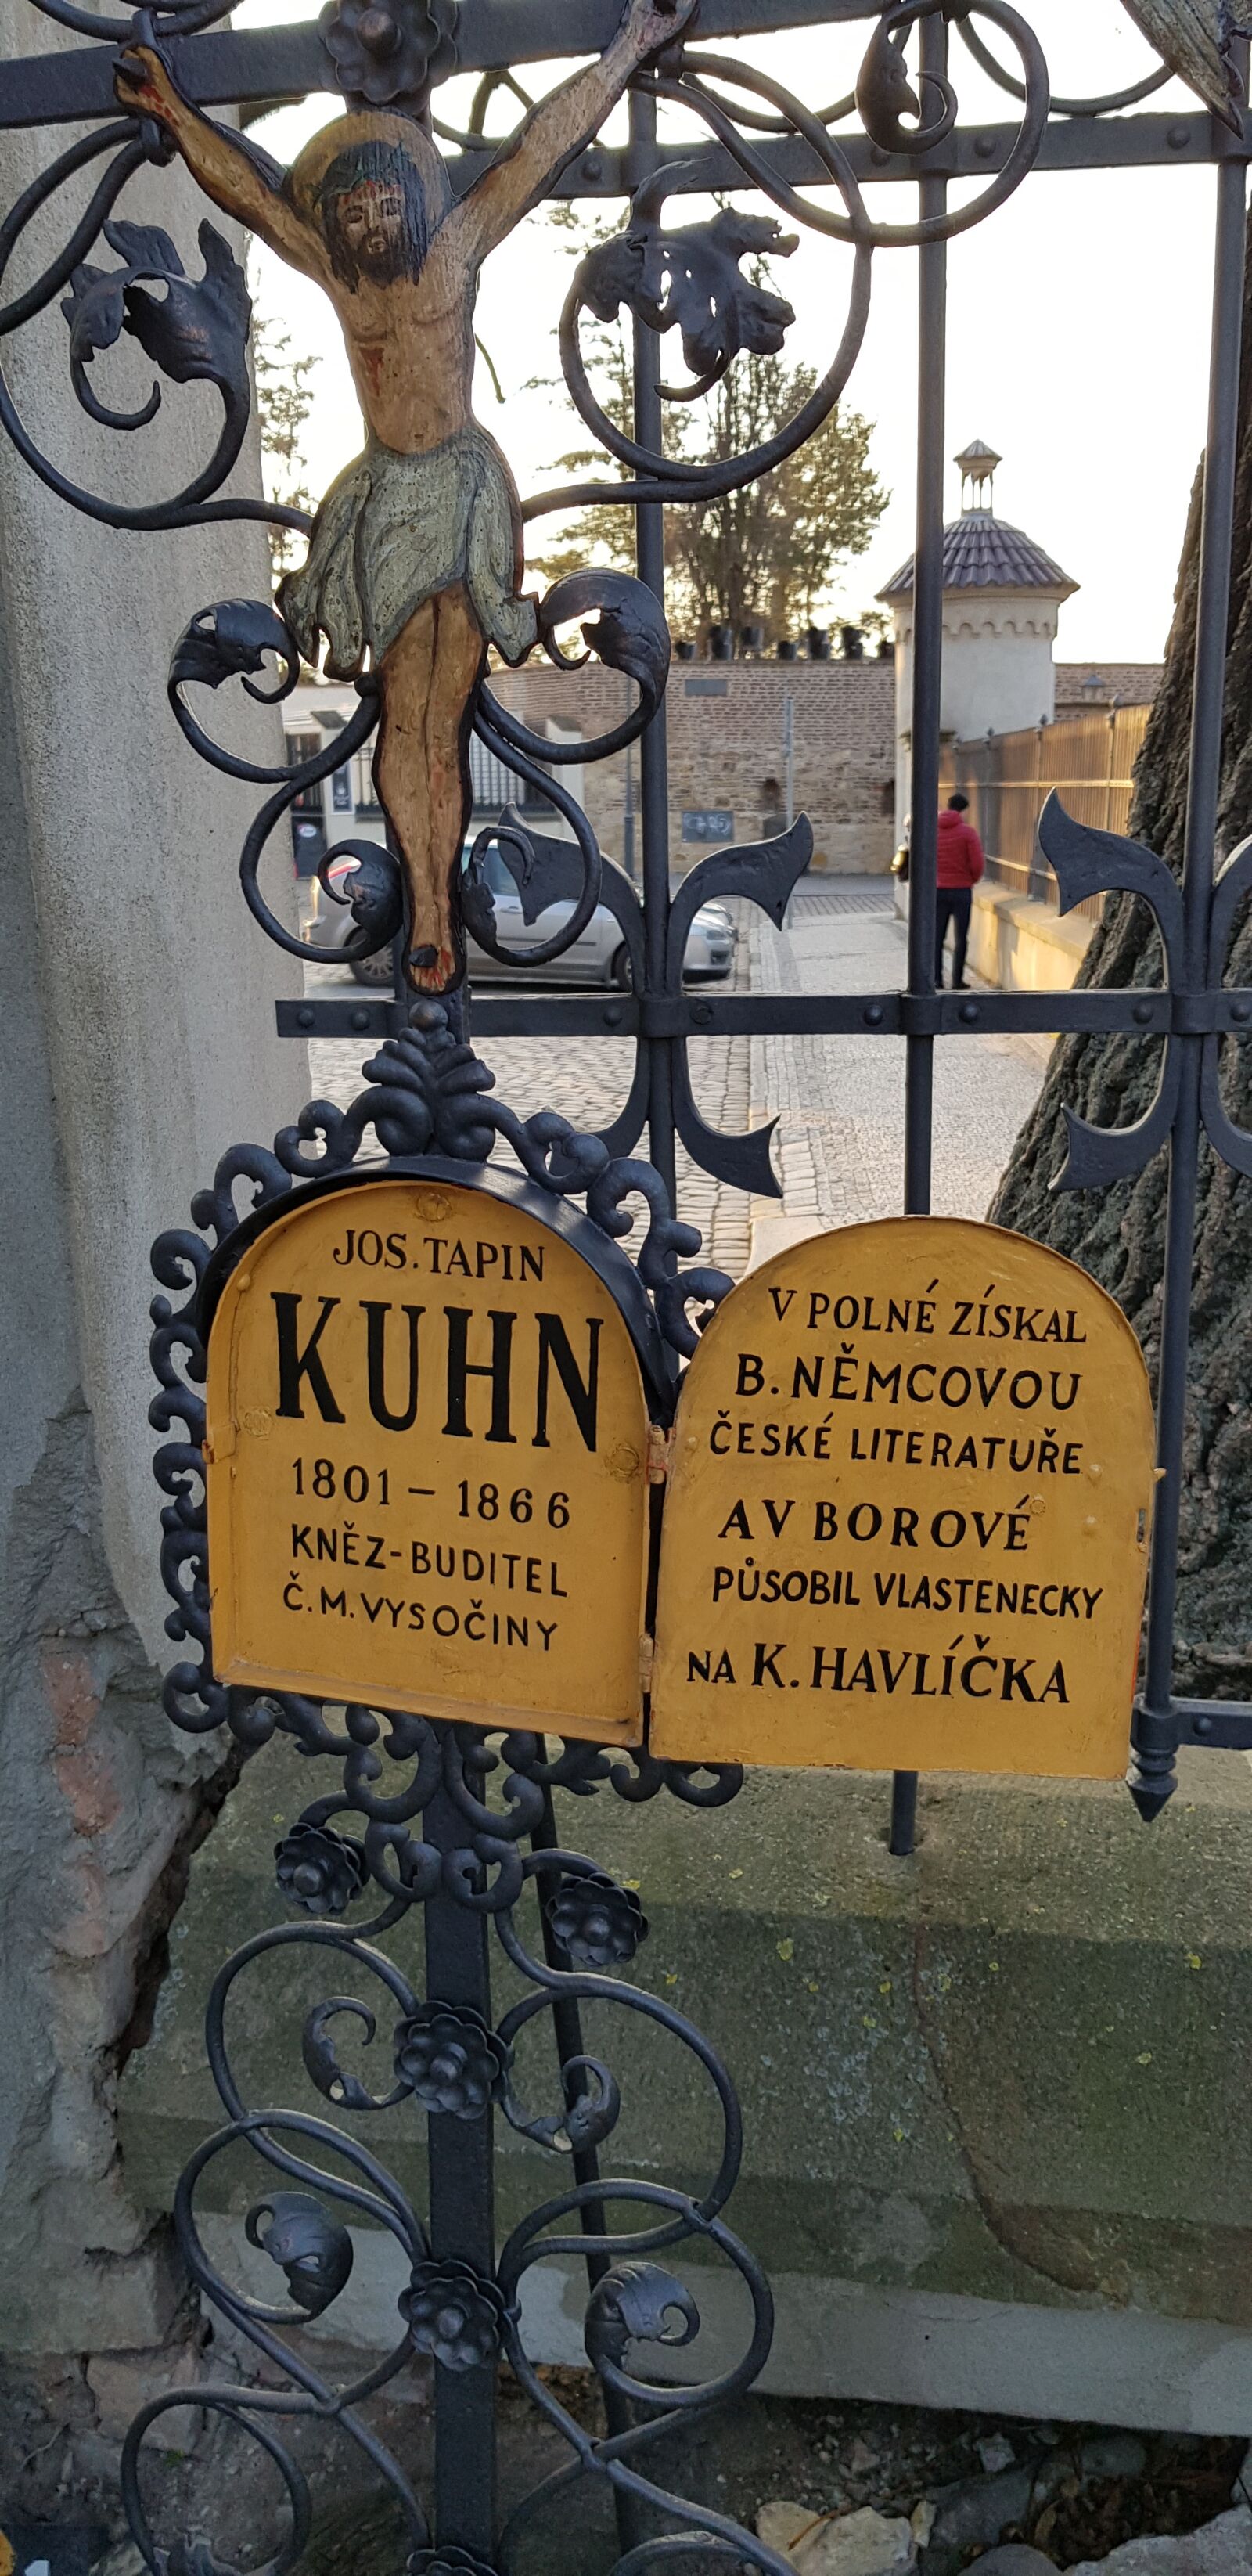 JOS. TAPIN
KUHN
1801 – 1866
KNĚZ-BUDITEL
Č. M. VYSOČINY
V POLNÉ ZÍSKAL
B. NĚMCOVOU
ČESKÉ LITERATUŘE
A V BOROVÉ
PŮSOBIL VLASTENECKY
NA K. HAVLÍČKA